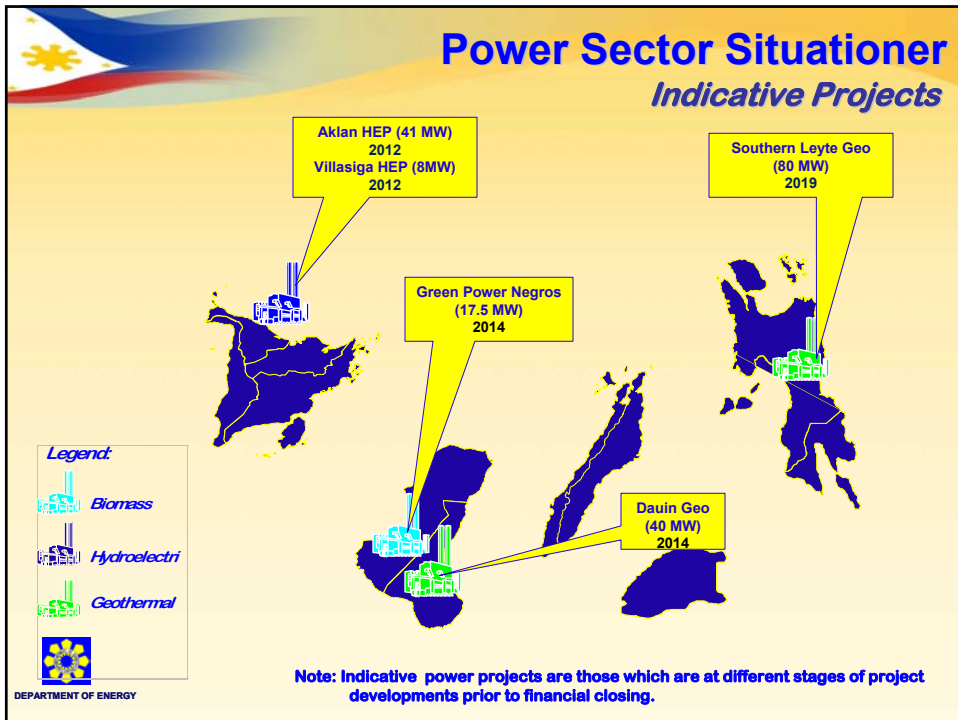 Power Sector Situationer
Indicative Projects
Aklan HEP (41 MW)
2012
Villasiga HEP (8MW)
2012
Southern Leyte Geo
(80 MW)
2019
Green Power Negros
(17.5 MW)
2014
Dauin Geo
(40 MW)
2014
Legend:
Biomass
Hydroelectri
Geothermal
DEPARTMENT OF ENERGY
Note: Indicative power projects are those which are at different stages of project
developments prior to financial closing.